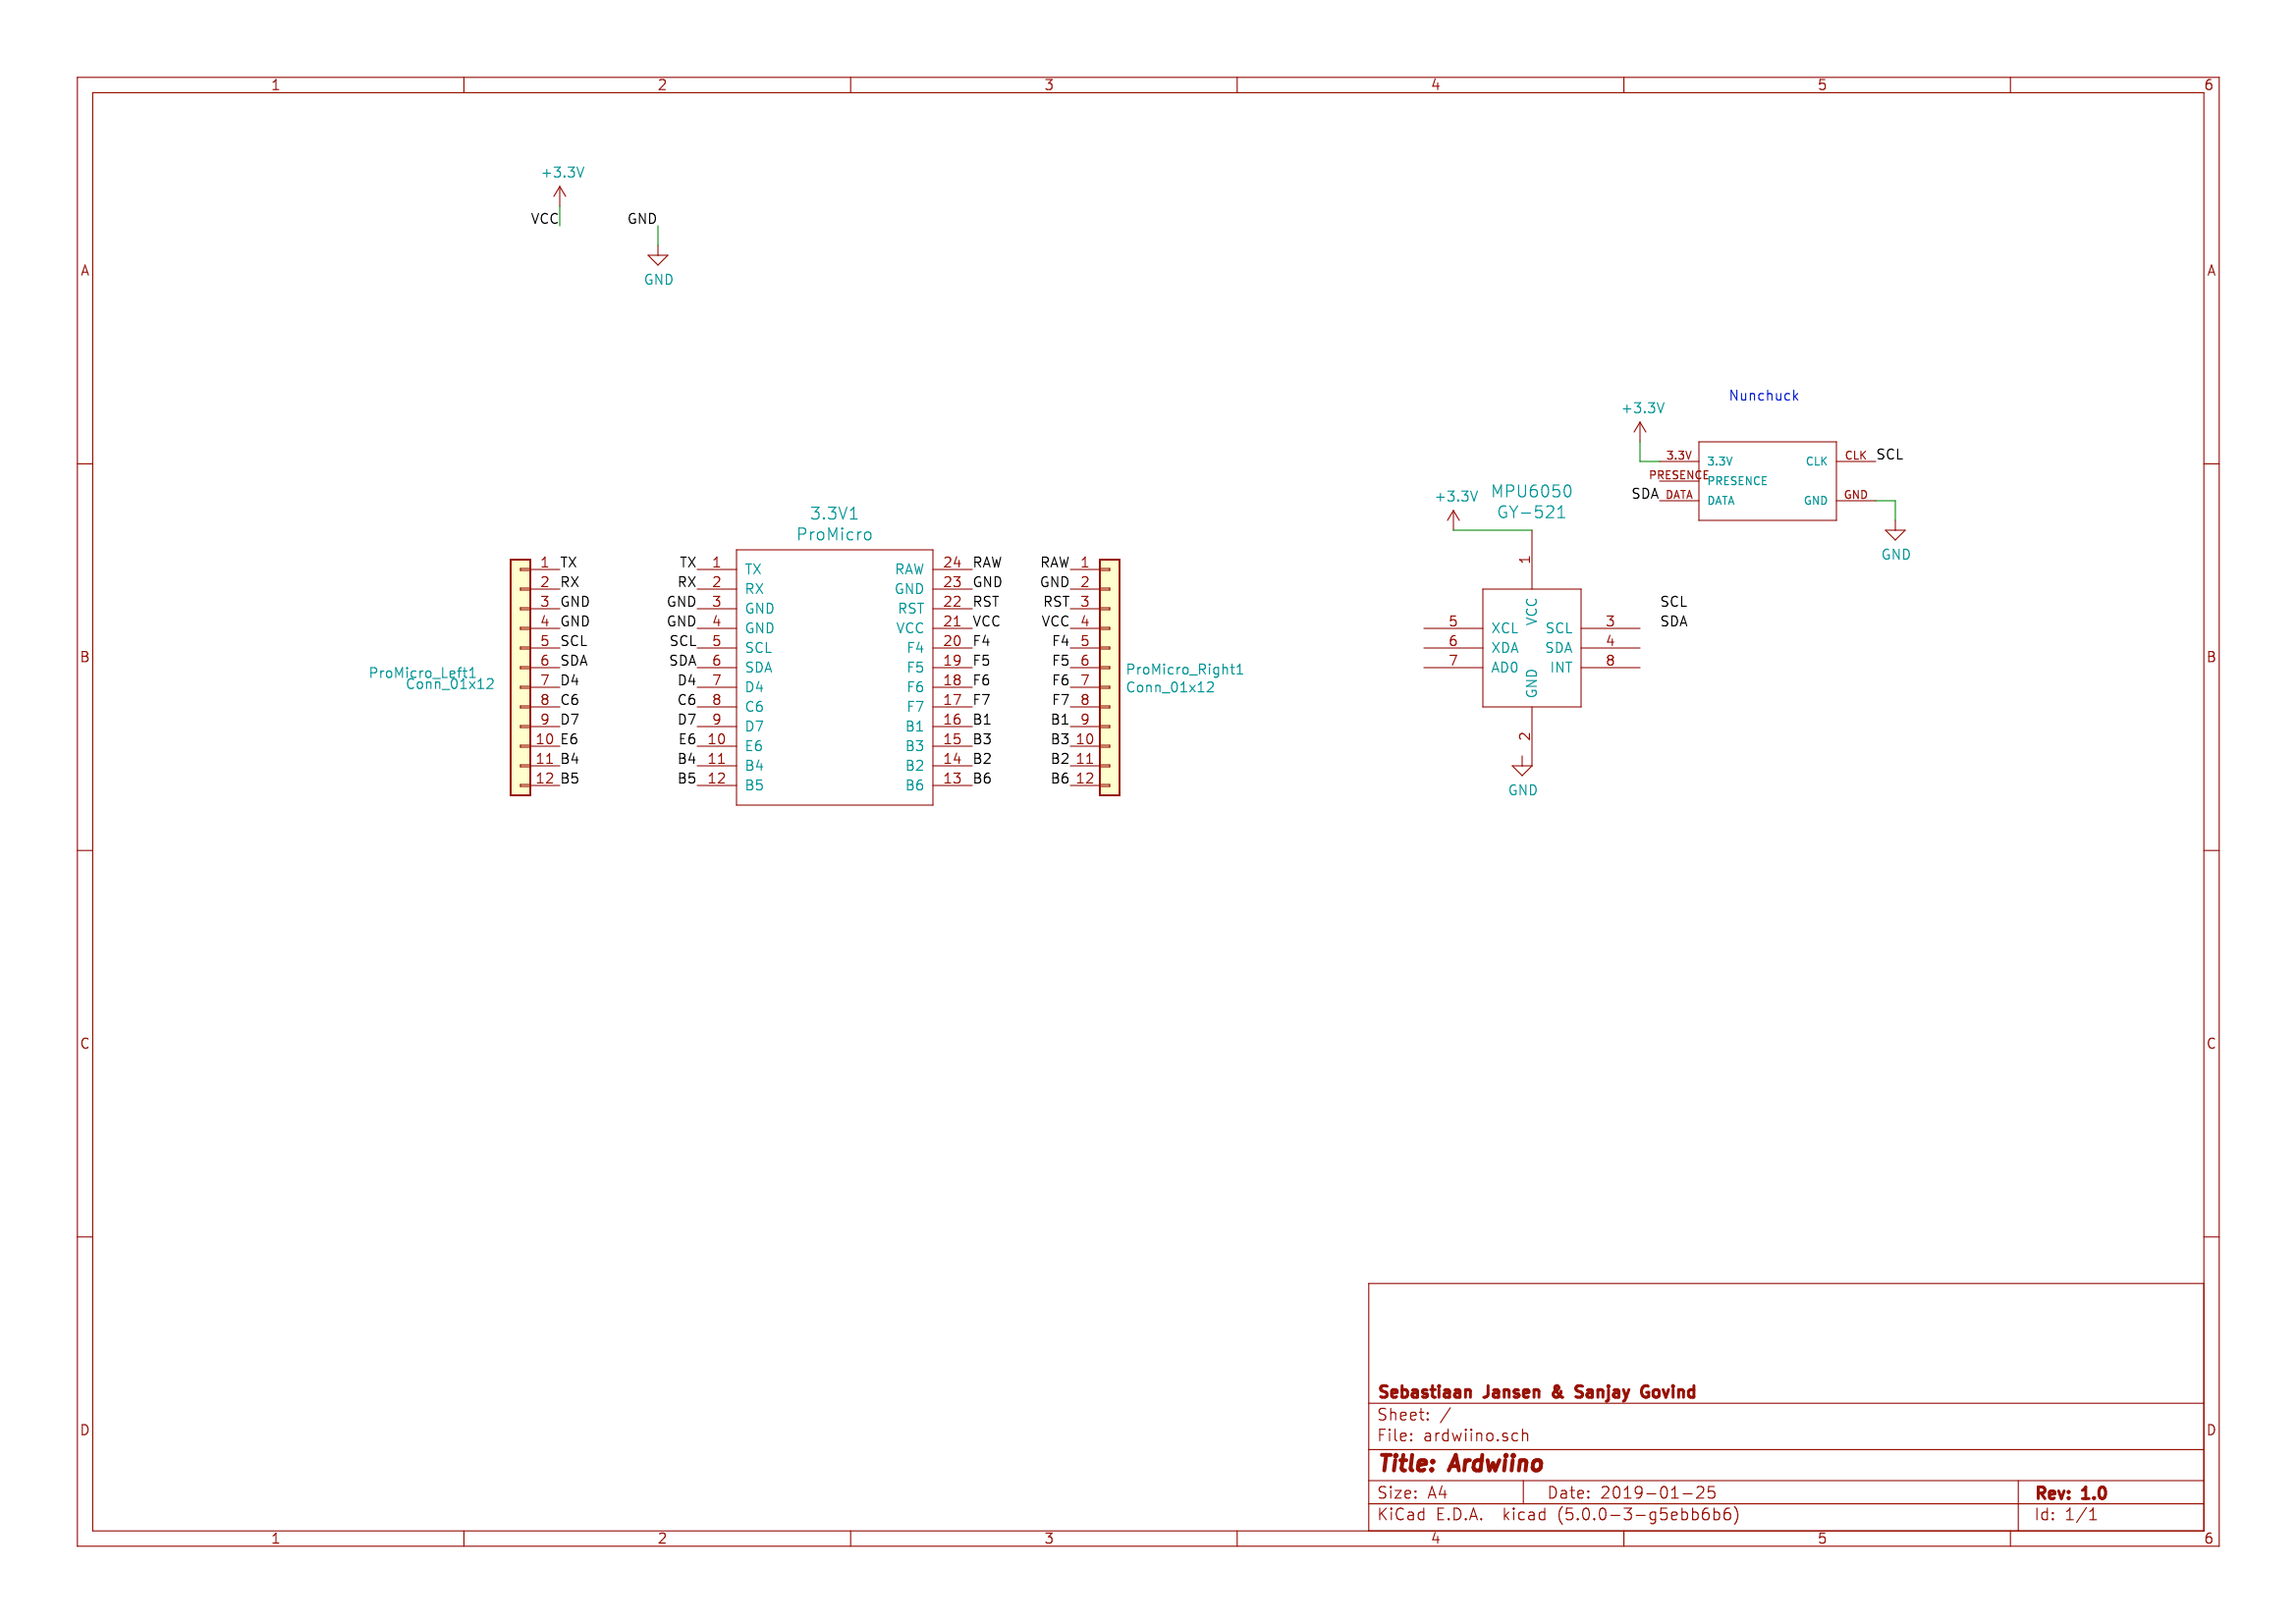 1 2 3 4 5 6
+3.3V
VCC
GND
GND
A A
Nunchuck
+3.3V
3.3V 3.3V CLK CLK SCL
PRESENCE PRESENCE
SDA DATA DATA GND GND
GND
+3.3V
MPU6050
GY-521
1
VCC
5 XCL SCL 3 SCL
6 XDA SDA 4 SDA
7 AD0 INT 8
GND
2
GND
3.3V1
ProMicro
1 TX TX 1 TX RAW 24 RAW RAW 1
2 RX RX 2 RX GND 23 GND GND 2
3 GND GND 3 GND RST 22 RST RST 3
4 GND GND 4 GND VCC 21 VCC VCC 4
5 SCL SCL 5 SCL F4 20 F4 F4 5
6 SDA SDA 6 SDA F5 19 F5 F5 6
7 D4 D4 7 D4 F6 18 F6 F6 7
8 C6 C6 8 C6 F7 17 F7 F7 8
9 D7 D7 9 D7 B1 16 B1 B1 9
10 E6 E6 10 E6 B3 15 B3 B3 10
11 B4 B4 11 B4 B2 14 B2 B2 11
12 B5 B5 12 B5 B6 13 B6 B6 12
ProMicro_Left1
Conn_01x12
ProMicro_Right1
Conn_01x12
B B
C C
D D
Sebastiaan Jansen & Sanjay Govind
Sheet: /
File: ardwiino.sch
Title: Ardwiino
Size: A4 Date: 2019-01-25 Rev: 1.0
KiCad E.D.A. kicad (5.0.0-3-g5ebb6b6) Id: 1/1
1 2 3 4 5 6